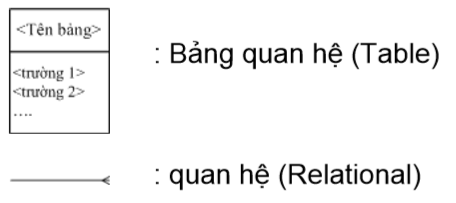 <Tên bảng>
: Bảng quan hệ (Table)
<trường 1>
<trường 2>
....
: quan hệ (Relational)